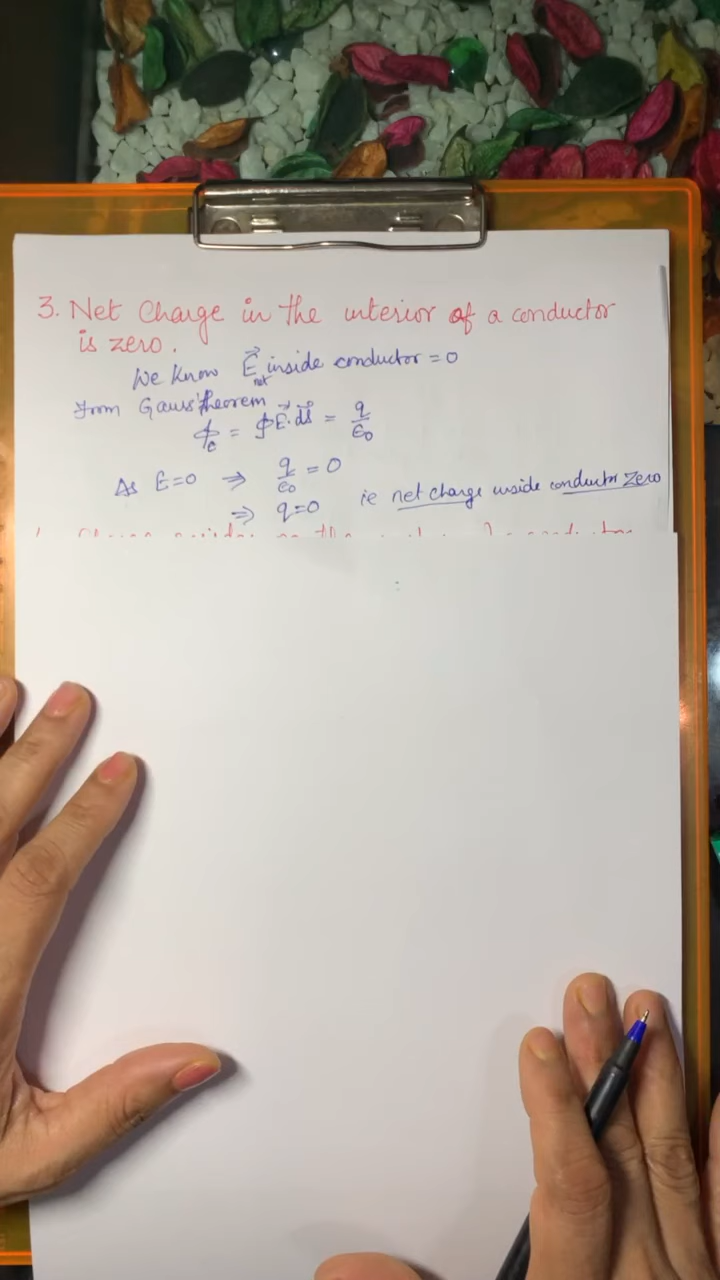 3. Net Charge in the interior of a conductor
is zero.
We know E⃗net inside conductor = 0
From Gauss' theorem
ϕe = ∮E⃗·ds⃗ = q/ε0
As E=0 ⇒ q/ε0 = 0
⇒ q=0 ie net charge inside conductor zero